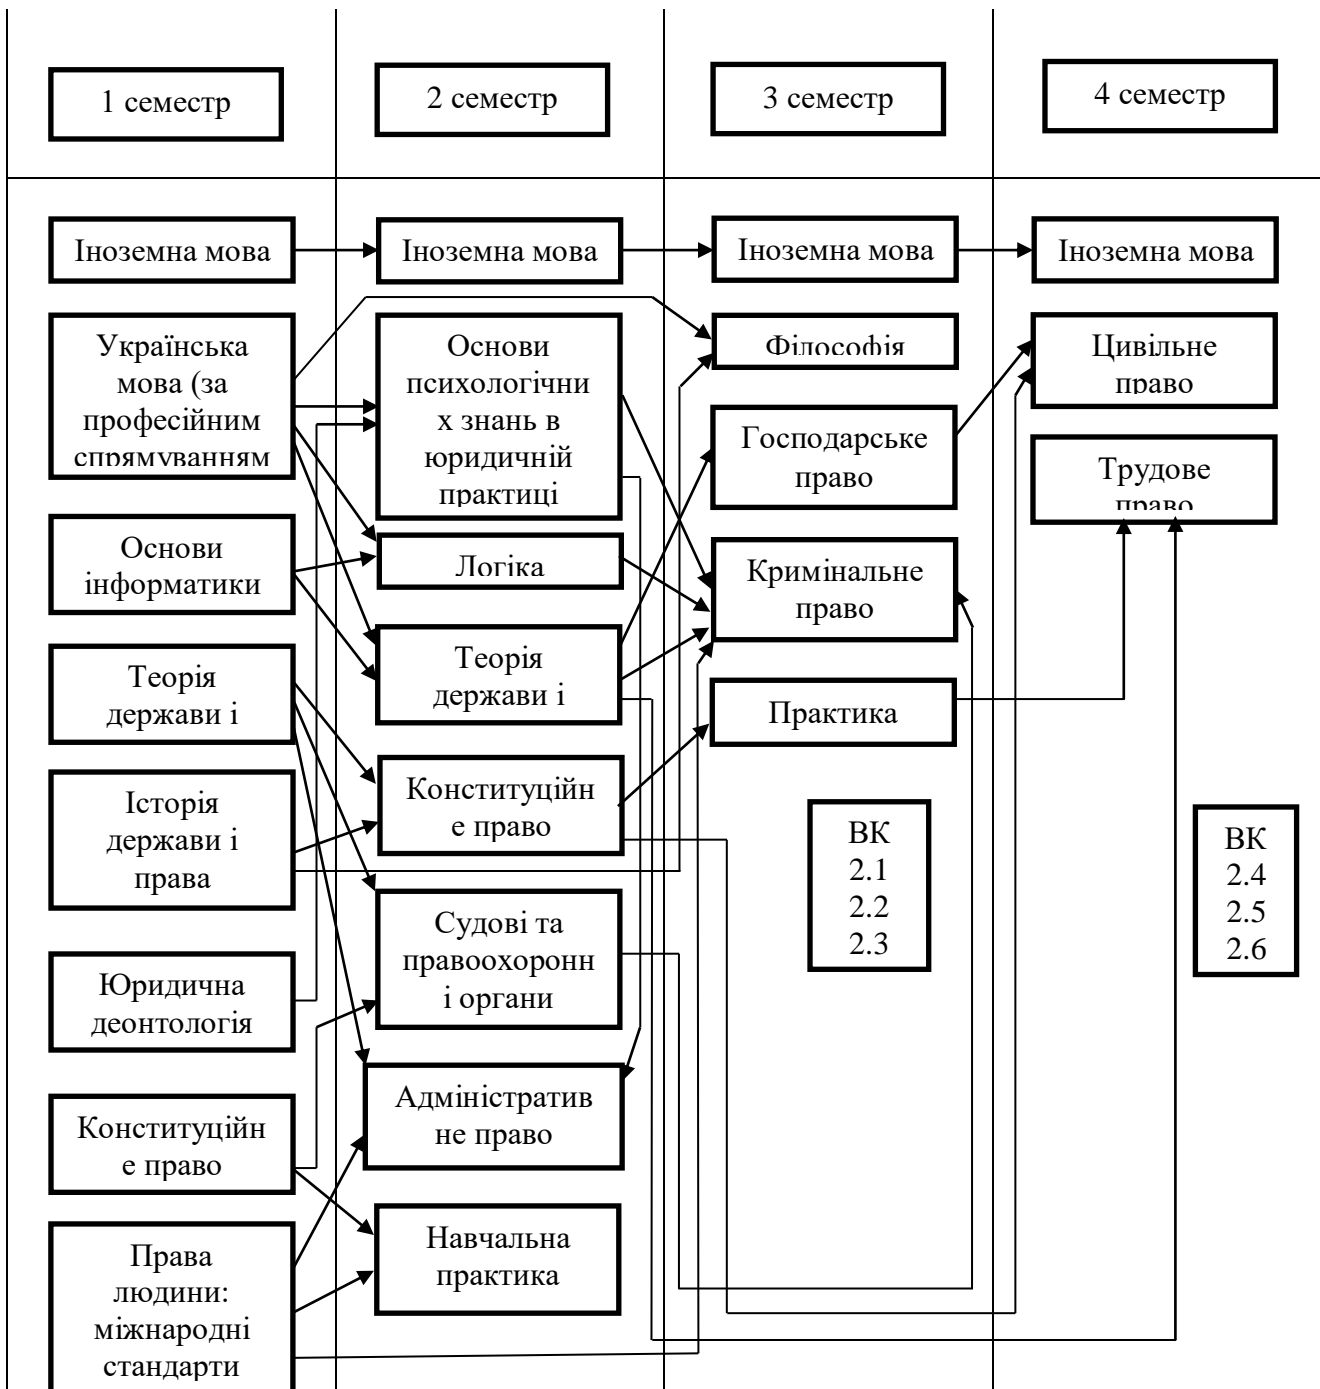 1 семестр
2 семестр
3 семестр
4 семестр
Іноземна мова
Іноземна мова
Іноземна мова
Іноземна мова
Українська
мова (за
професійним
спрямуванням
Основи
інформатики
Теорія
держави і
Історія
держави і
права
Юридична
деонтологія
Конституційн
е право
Права
людини:
міжнародні
стандарти
Основи
психологічни
х знань в
юридичній
практиці
Логіка
Теорія
держави і
Конституційн
е право
Судові та
правоохоронн
і органи
Адміністратив
не право
Навчальна
практика
Філософія
Господарське
право
Кримінальне
право
Практика
ВК
2.1
2.2
2.3
Цивільне
право
Трудове
право
ВК
2.4
2.5
2.6